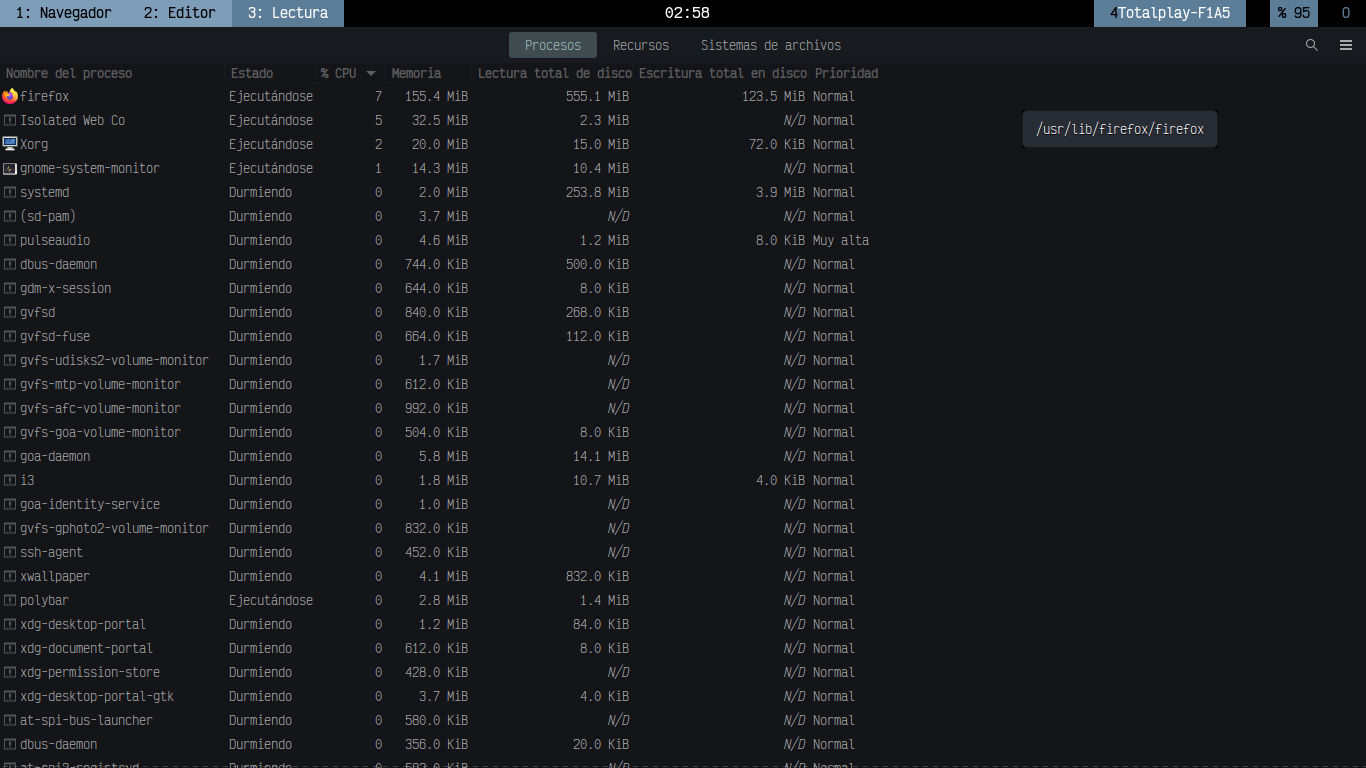 1: Navegador 2: Editor 3: Lectura 02:58 4Totalplay-F1A5 % 95
Procesos Recursos Sistemas de archivos
Nombre del proceso Estado % CPU Memoria Lectura total de disco Escritura total en disco Prioridad
firefox Ejecutándose 7 155.4 MiB 555.1 MiB 123.5 MiB Normal
Isolated Web Co Ejecutándose 5 32.5 MiB 2.3 MiB N/D Normal
/usr/lib/firefox/firefox
Xorg Ejecutándose 2 20.0 MiB 15.0 MiB 72.0 KiB Normal
gnome-system-monitor Ejecutándose 1 14.3 MiB 10.4 MiB N/D Normal
systemd Durmiendo 0 2.0 MiB 253.8 MiB 3.9 MiB Normal
(sd-pam) Durmiendo 0 3.7 MiB N/D N/D Normal
pulseaudio Durmiendo 0 4.6 MiB 1.2 MiB 8.0 KiB Muy alta
dbus-daemon Durmiendo 0 744.0 KiB 500.0 KiB N/D Normal
gdm-x-session Durmiendo 0 644.0 KiB 8.0 KiB N/D Normal
gvfsd Durmiendo 0 840.0 KiB 268.0 KiB N/D Normal
gvfsd-fuse Durmiendo 0 664.0 KiB 112.0 KiB N/D Normal
gvfs-udisks2-volume-monitor Durmiendo 0 1.7 MiB N/D N/D Normal
gvfs-mtp-volume-monitor Durmiendo 0 612.0 KiB N/D N/D Normal
gvfs-afc-volume-monitor Durmiendo 0 992.0 KiB N/D N/D Normal
gvfs-goa-volume-monitor Durmiendo 0 504.0 KiB 8.0 KiB N/D Normal
goa-daemon Durmiendo 0 5.8 MiB 14.1 MiB N/D Normal
i3 Durmiendo 0 1.8 MiB 10.7 MiB 4.0 KiB Normal
goa-identity-service Durmiendo 0 1.0 MiB N/D N/D Normal
gvfs-gphoto2-volume-monitor Durmiendo 0 832.0 KiB N/D N/D Normal
ssh-agent Durmiendo 0 452.0 KiB N/D N/D Normal
xwallpaper Durmiendo 0 4.1 MiB 832.0 KiB N/D Normal
polybar Ejecutándose 0 2.8 MiB 1.4 MiB N/D Normal
xdg-desktop-portal Durmiendo 0 1.2 MiB 84.0 KiB N/D Normal
xdg-document-portal Durmiendo 0 612.0 KiB 8.0 KiB N/D Normal
xdg-permission-store Durmiendo 0 428.0 KiB N/D N/D Normal
xdg-desktop-portal-gtk Durmiendo 0 3.7 MiB 4.0 KiB N/D Normal
at-spi-bus-launcher Durmiendo 0 580.0 KiB N/D N/D Normal
dbus-daemon Durmiendo 0 356.0 KiB 20.0 KiB N/D Normal